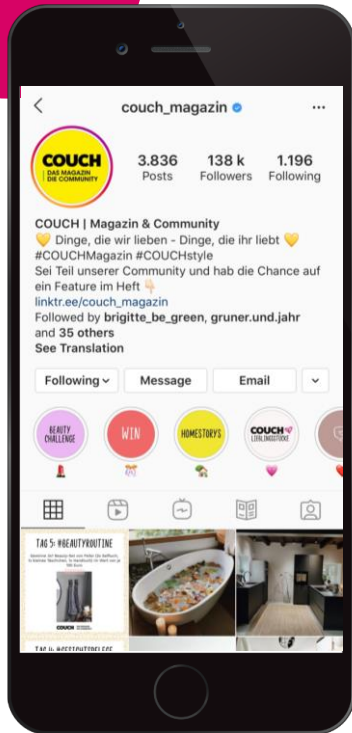 couch_magazin
COUCH
DAS MAGAZIN
DIE COMMUNITY
3.836 138 k 1.196
Posts Followers Following
COUCH | Magazin & Community
💛 Dinge, die wir lieben - Dinge, die ihr liebt 💛
#COUCHMagazin #COUCHstyle
Sei Teil unserer Community und hab die Chance auf
ein Feature im Heft 👇🏻
linktr.ee/couch_magazin
Followed by brigitte_be_green, gruner.und.jahr
and 35 others
See Translation
Following Message Email
BEAUTY
CHALLENGE
WIN
HOMESTORYS
COUCH
LIEBLINGSSTÜCKE
TAG 5: #BEAUTYROUTINE
COUCH